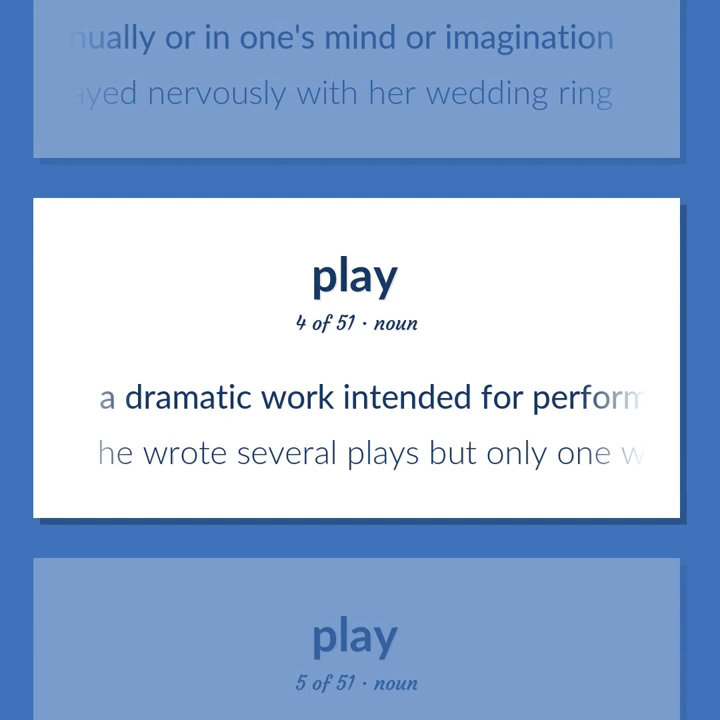 nually or in one's mind or imagination
ayed nervously with her wedding ring
play
4 of 51 · noun
a dramatic work intended for perform
he wrote several plays but only one w
play
5 of 51 · noun